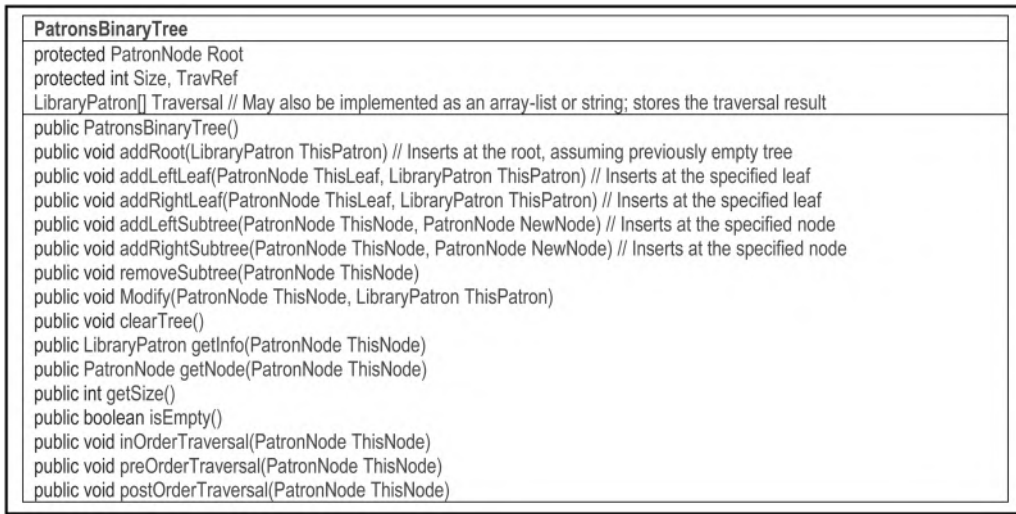 PatronsBinaryTree
protected PatronNode Root
protected int Size, TravRef
LibraryPatron[] Traversal // May also be implemented as an array-list or string; stores the traversal result
public PatronsBinaryTree()
public void addRoot(LibraryPatron ThisPatron) // Inserts at the root, assuming previously empty tree
public void addLeftLeaf(PatronNode ThisLeaf, LibraryPatron ThisPatron) // Inserts at the specified leaf
public void addRightLeaf(PatronNode ThisLeaf, LibraryPatron ThisPatron) // Inserts at the specified leaf
public void addLeftSubtree(PatronNode ThisNode, PatronNode NewNode) // Inserts at the specified node
public void addRightSubtree(PatronNode ThisNode, PatronNode NewNode) // Inserts at the specified node
public void removeSubtree(PatronNode ThisNode)
public void Modify(PatronNode ThisNode, LibraryPatron ThisPatron)
public void clearTree()
public LibraryPatron getInfo(PatronNode ThisNode)
public PatronNode getNode(PatronNode ThisNode)
public int getSize()
public boolean isEmpty()
public void inOrderTraversal(PatronNode ThisNode)
public void preOrderTraversal(PatronNode ThisNode)
public void postOrderTraversal(PatronNode ThisNode)